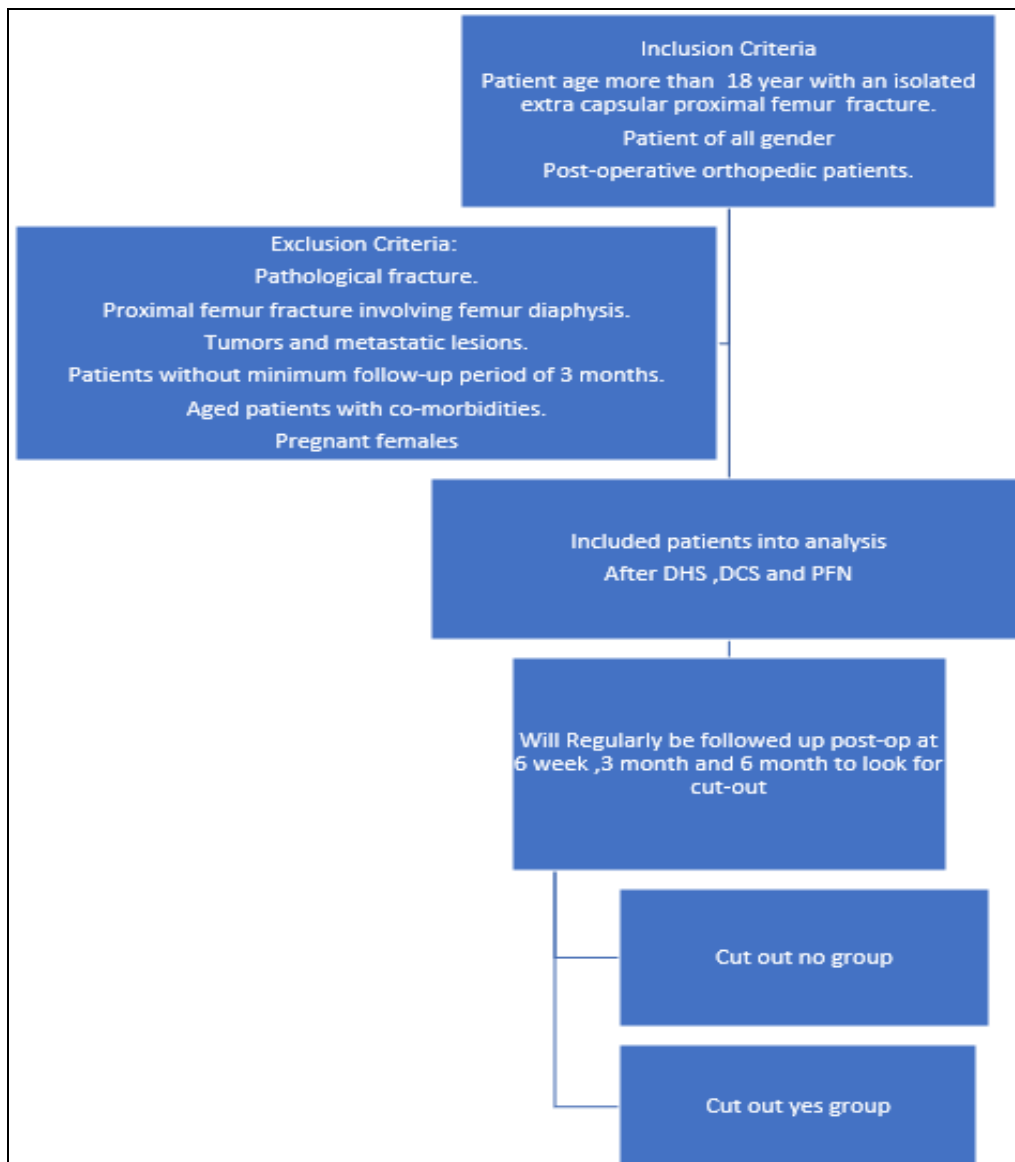 Inclusion Criteria
Patient age more than 18 year with an isolated
extra capsular proximal femur fracture.
Patient of all gender
Post-operative orthopedic patients.
Exclusion Criteria:
Pathological fracture.
Proximal femur fracture involving femur diaphysis.
Tumors and metastatic lesions.
Patients without minimum follow-up period of 3 months.
Aged patients with co-morbidities.
Pregnant females
Included patients into analysis
After DHS ,DCS and PFN
Will Regularly be followed up post-op at
6 week ,3 month and 6 month to look for
cut-out
Cut out no group
Cut out yes group